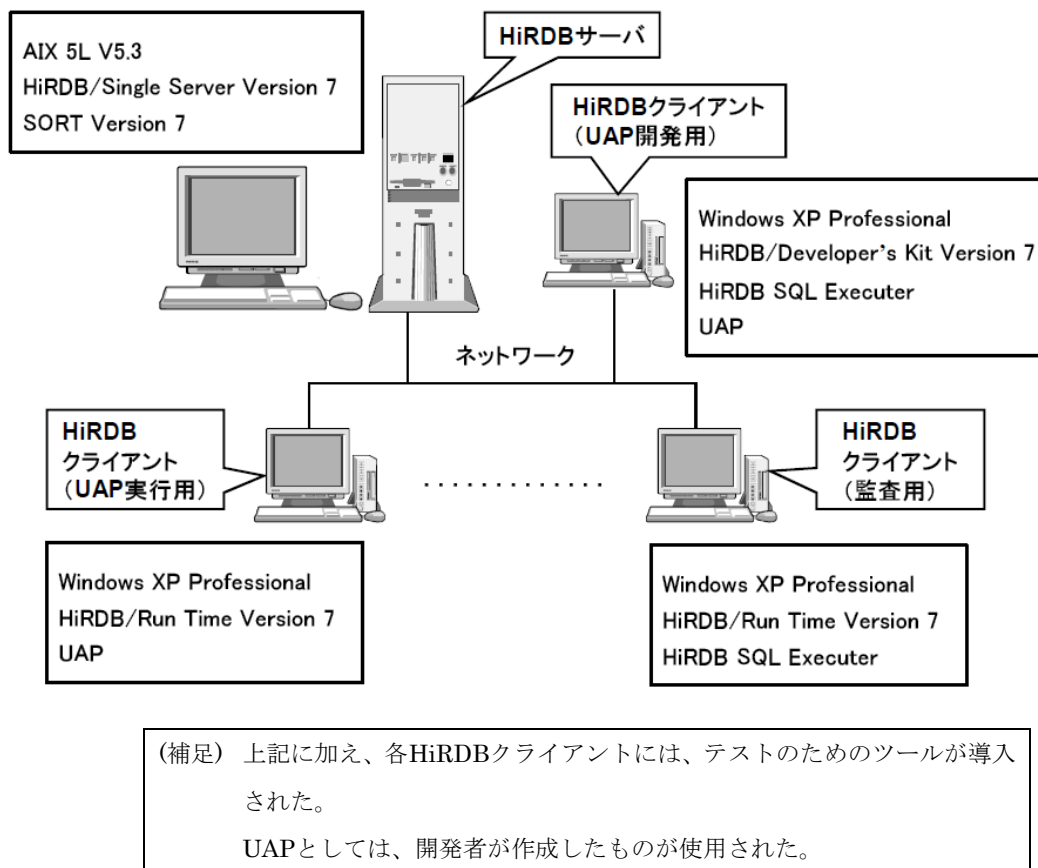 AIX 5L V5.3
HiRDB/Single Server Version 7
SORT Version 7
HiRDBサーバ
HiRDBクライアント
（UAP開発用）
Windows XP Professional
HiRDB/Developer's Kit Version 7
HiRDB SQL Executer
UAP
ネットワーク
HiRDB
クライアント
（UAP実行用）
・・・・・・・・・・・・・
HiRDB
クライアント
（監査用）
Windows XP Professional
HiRDB/Run Time Version 7
UAP
Windows XP Professional
HiRDB/Run Time Version 7
HiRDB SQL Executer
(補足) 上記に加え、各HiRDBクライアントには、テストのためのツールが導入
された。
UAPとしては、開発者が作成したものが使用された。